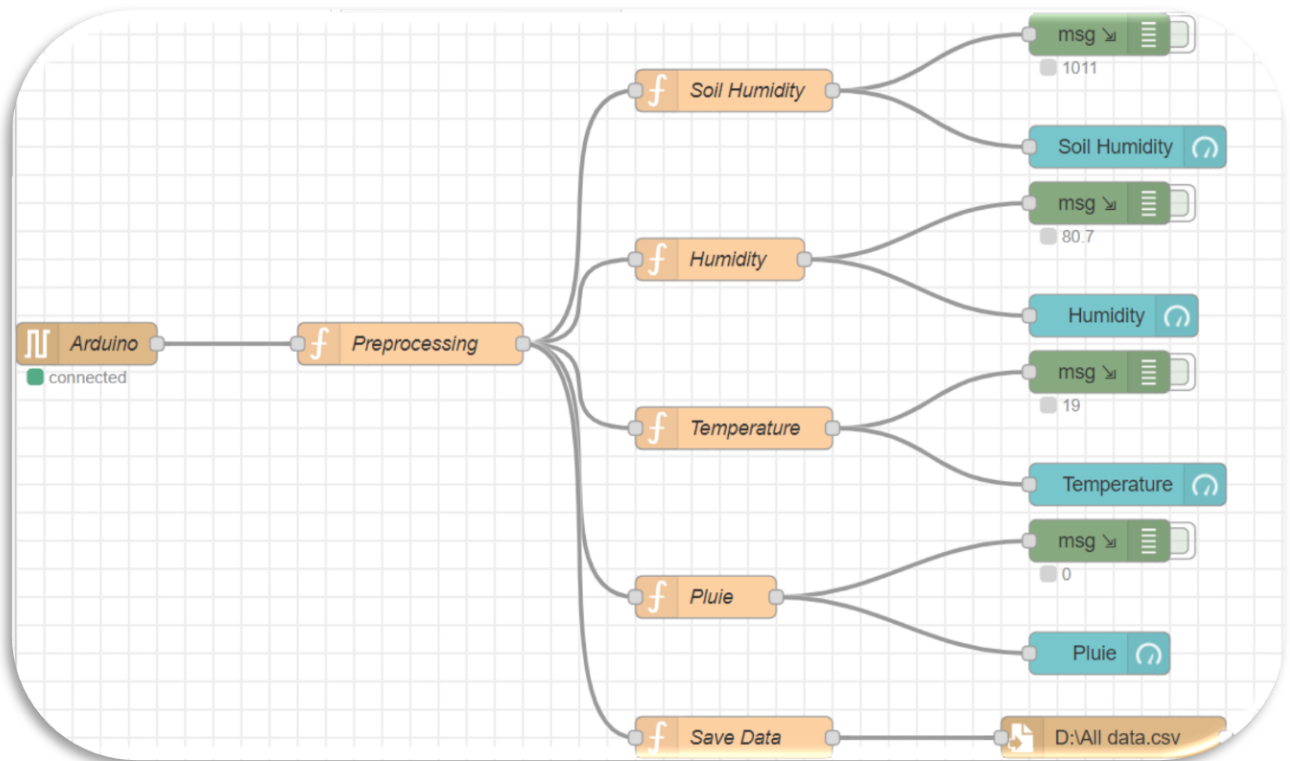 msg
1011
Soil Humidity
Soil Humidity
msg
80.7
Humidity
Humidity
Arduino
connected
Preprocessing
msg
19
Temperature
Temperature
msg
0
Pluie
Pluie
Save Data
D:\All data.csv